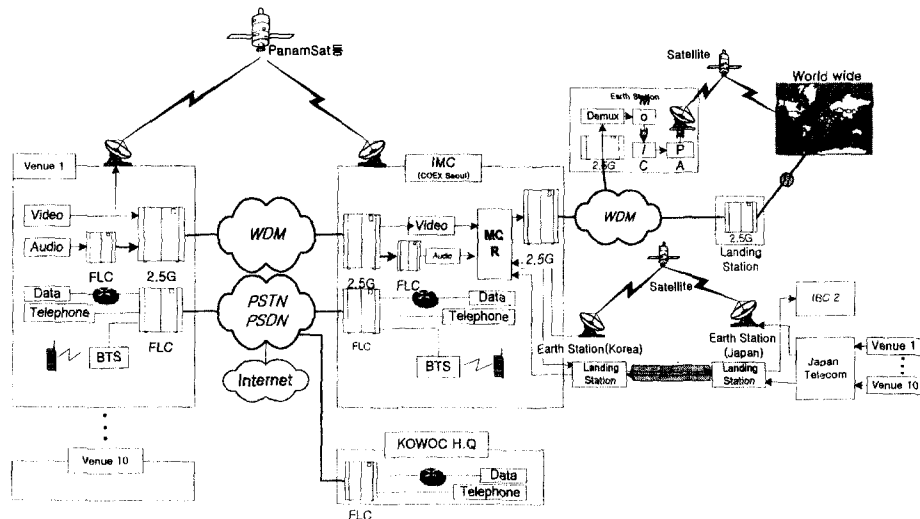 PanamSat등
Satellite
World wide
Earth Station
Demux
M
o
/
C
P
A
2.5G
Venue 1
IMC
(COEX Seoul)
Video
Audio
FLC
2.5G
WDM
2.5G
Video
FLC
Audio
MC
R
2.5G
WDM
2.5G
Landing
Station
Data
Telephone
BTS
FLC
PSTN
PSDN
Internet
FLC
Data
Telephone
BTS
Satellite
Earth Station(Korea)
Earth Station
(Japan)
Landing
Station
Landing
Station
IBC 2
Japan
Telecom
Venue 1
Venue 10
Venue 10
KOWOC H.Q
Data
Telephone
FLC